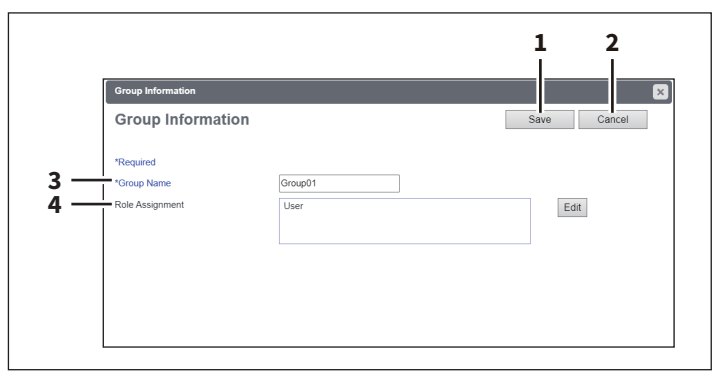 1 2
Group Information
Group Information Save Cancel
*Required
3 *Group Name Group01
4 Role Assignment User Edit